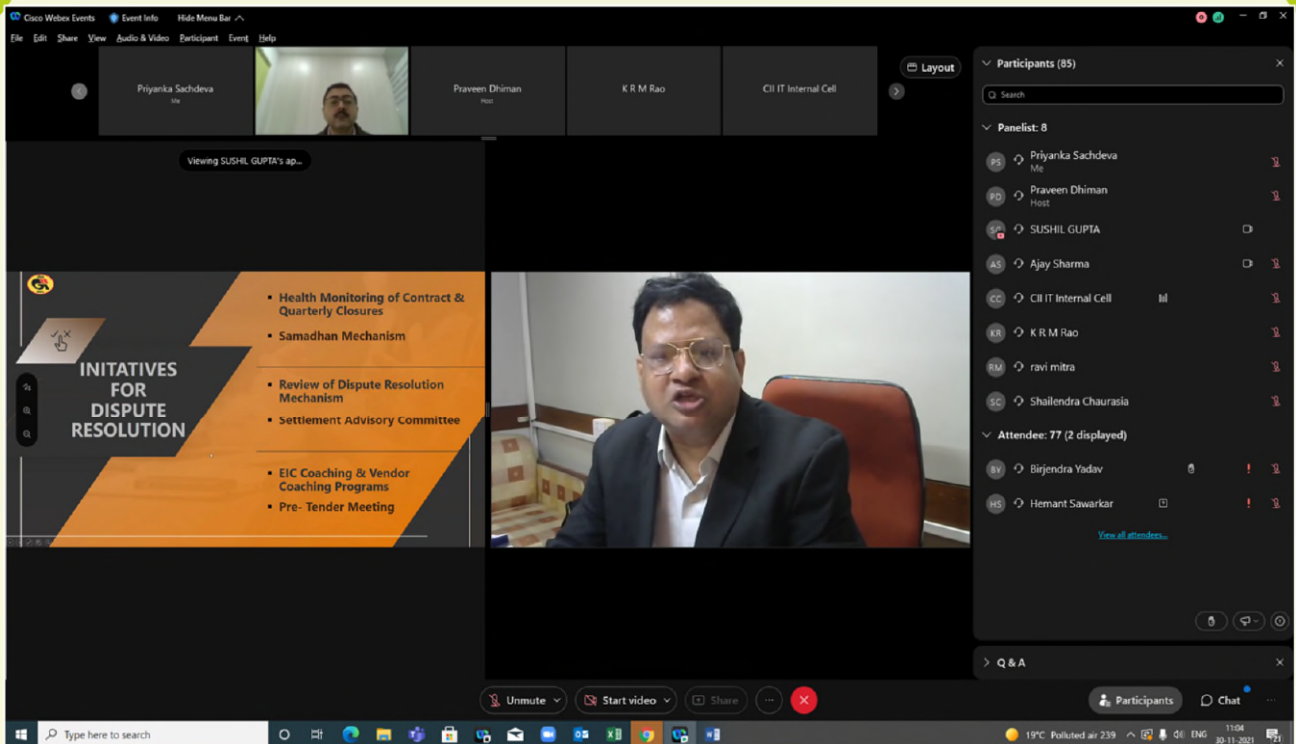 Cisco Webex Events
Event Info
Hide Menu Bar
File Edit Share View Audio & Video Participant Event Help
Priyanka Sachdeva
Me
Praveen Dhiman
Host
K R M Rao
CII IT Internal Cell
Layout
Viewing SUSHIL GUPTA's ap...
INITATIVES
FOR
DISPUTE
RESOLUTION
Health Monitoring of Contract &
Quarterly Closures
Samadhan Mechanism
Review of Dispute Resolution
Mechanism
Settlement Advisory Committee
EIC Coaching & Vendor
Coaching Programs
Pre- Tender Meeting
Participants (85)
Search
Panelist: 8
PS Priyanka Sachdeva
Me
PD Praveen Dhiman
Host
SUSHIL GUPTA
AS Ajay Sharma
CC CII IT Internal Cell
KR K R M Rao
RM ravi mitra
SC Shailendra Chaurasia
Attendee: 77 (2 displayed)
BY Birjendra Yadav
HS Hemant Sawarkar
View all attendees...
Q & A
Unmute
Start video
Share
Participants
Chat
Type here to search
19°C Polluted air 239
ENG
11:04
30-11-2021